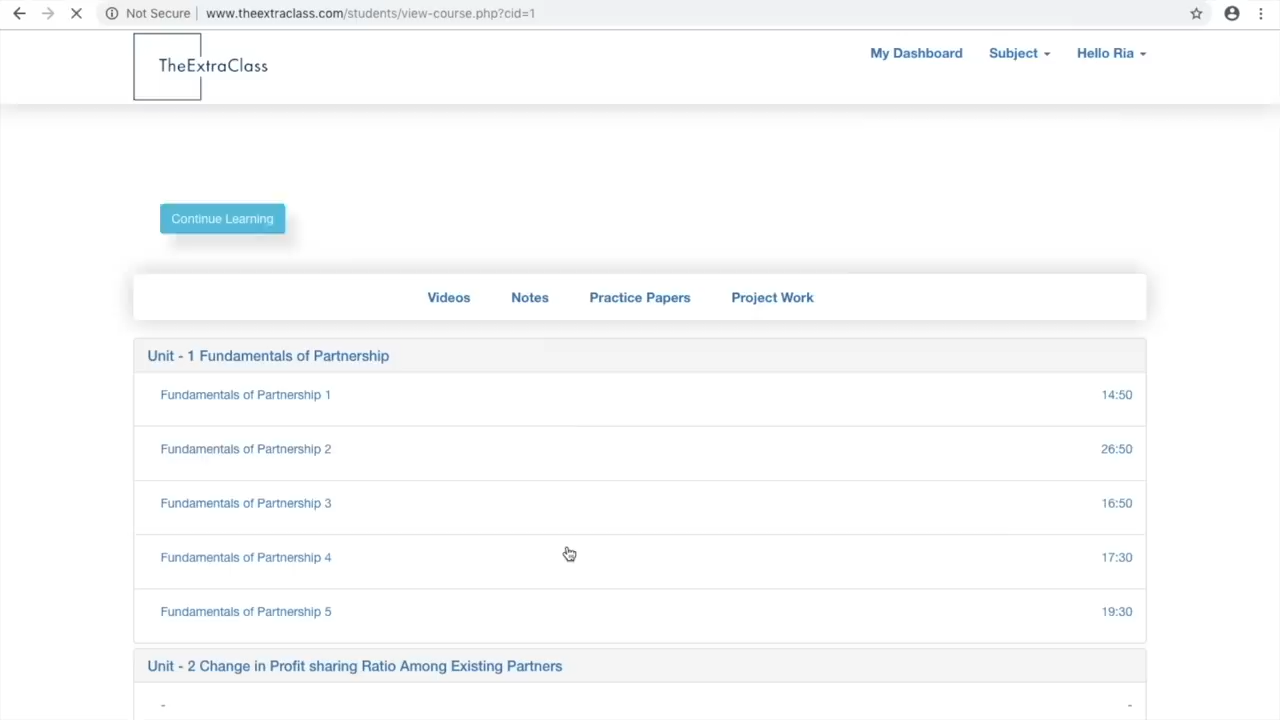 Not Secure | www.theextraclass.com/students/view-course.php?cid=1
TheExtraClass
My Dashboard Subject Hello Ria
Continue Learning
Videos Notes Practice Papers Project Work
Unit - 1 Fundamentals of Partnership
Fundamentals of Partnership 1 14:50
Fundamentals of Partnership 2 26:50
Fundamentals of Partnership 3 16:50
Fundamentals of Partnership 4 17:30
Fundamentals of Partnership 5 19:30
Unit - 2 Change in Profit sharing Ratio Among Existing Partners
- -